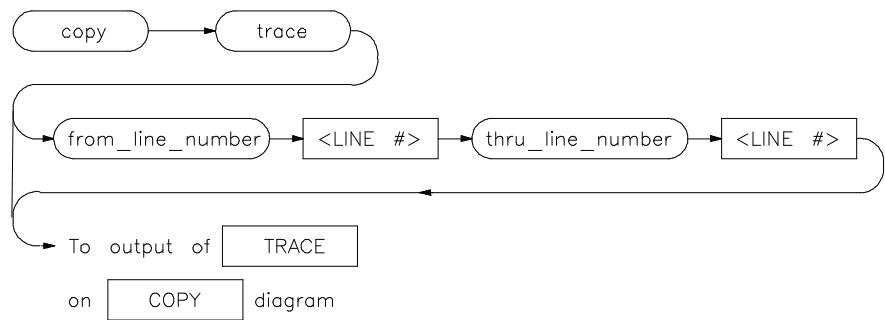 copy trace
from_line_number <LINE #> thru_line_number <LINE #>
To output of TRACE
on COPY diagram